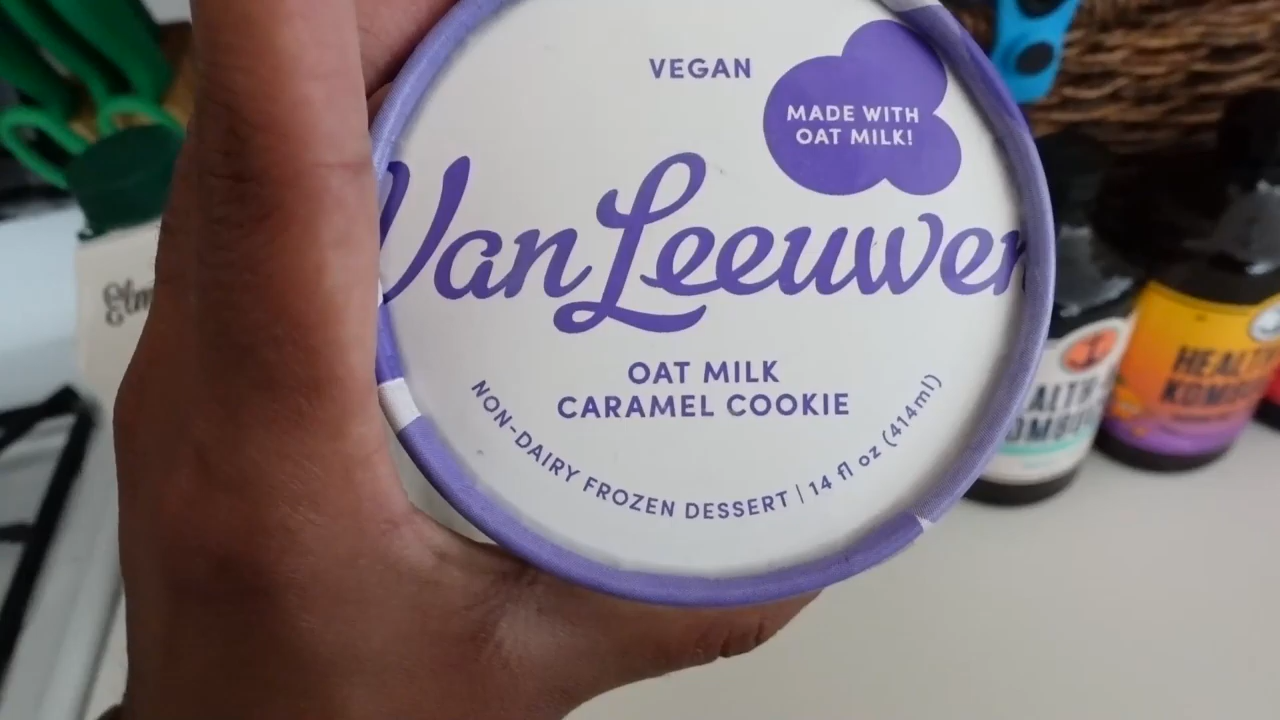 VEGAN
MADE WITH
OAT MILK!
Van Leeuwen
OAT MILK
CARAMEL COOKIE
NON-DAIRY FROZEN DESSERT | 14 fl oz (414ml)
HEALTH